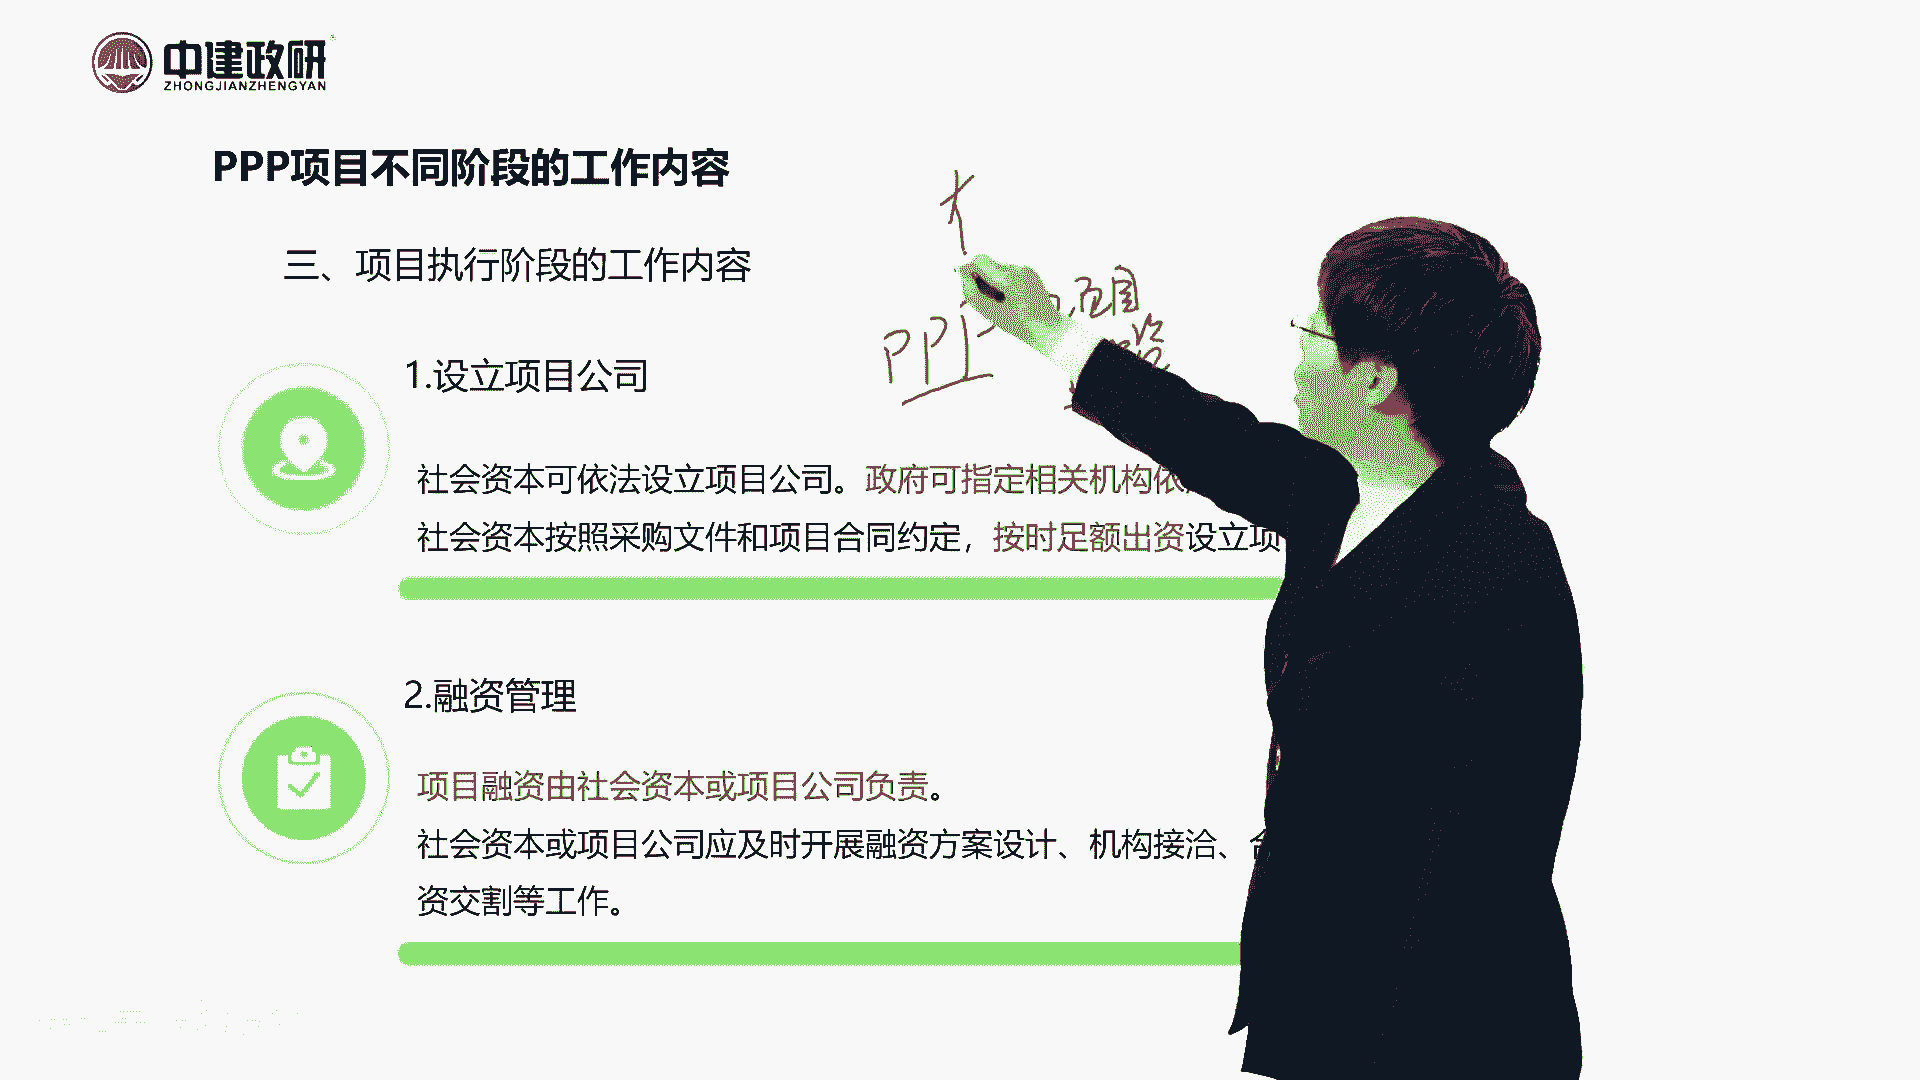 中建政研
ZHONGJIANZHENGYAN
PPP项目不同阶段的工作内容
三、项目执行阶段的工作内容
PPP
1.设立项目公司
社会资本可依法设立项目公司。政府可指定相关机构依
社会资本按照采购文件和项目合同约定，按时足额出资设立项
2.融资管理
项目融资由社会资本或项目公司负责。
社会资本或项目公司应及时开展融资方案设计、机构接洽、合
资交割等工作。